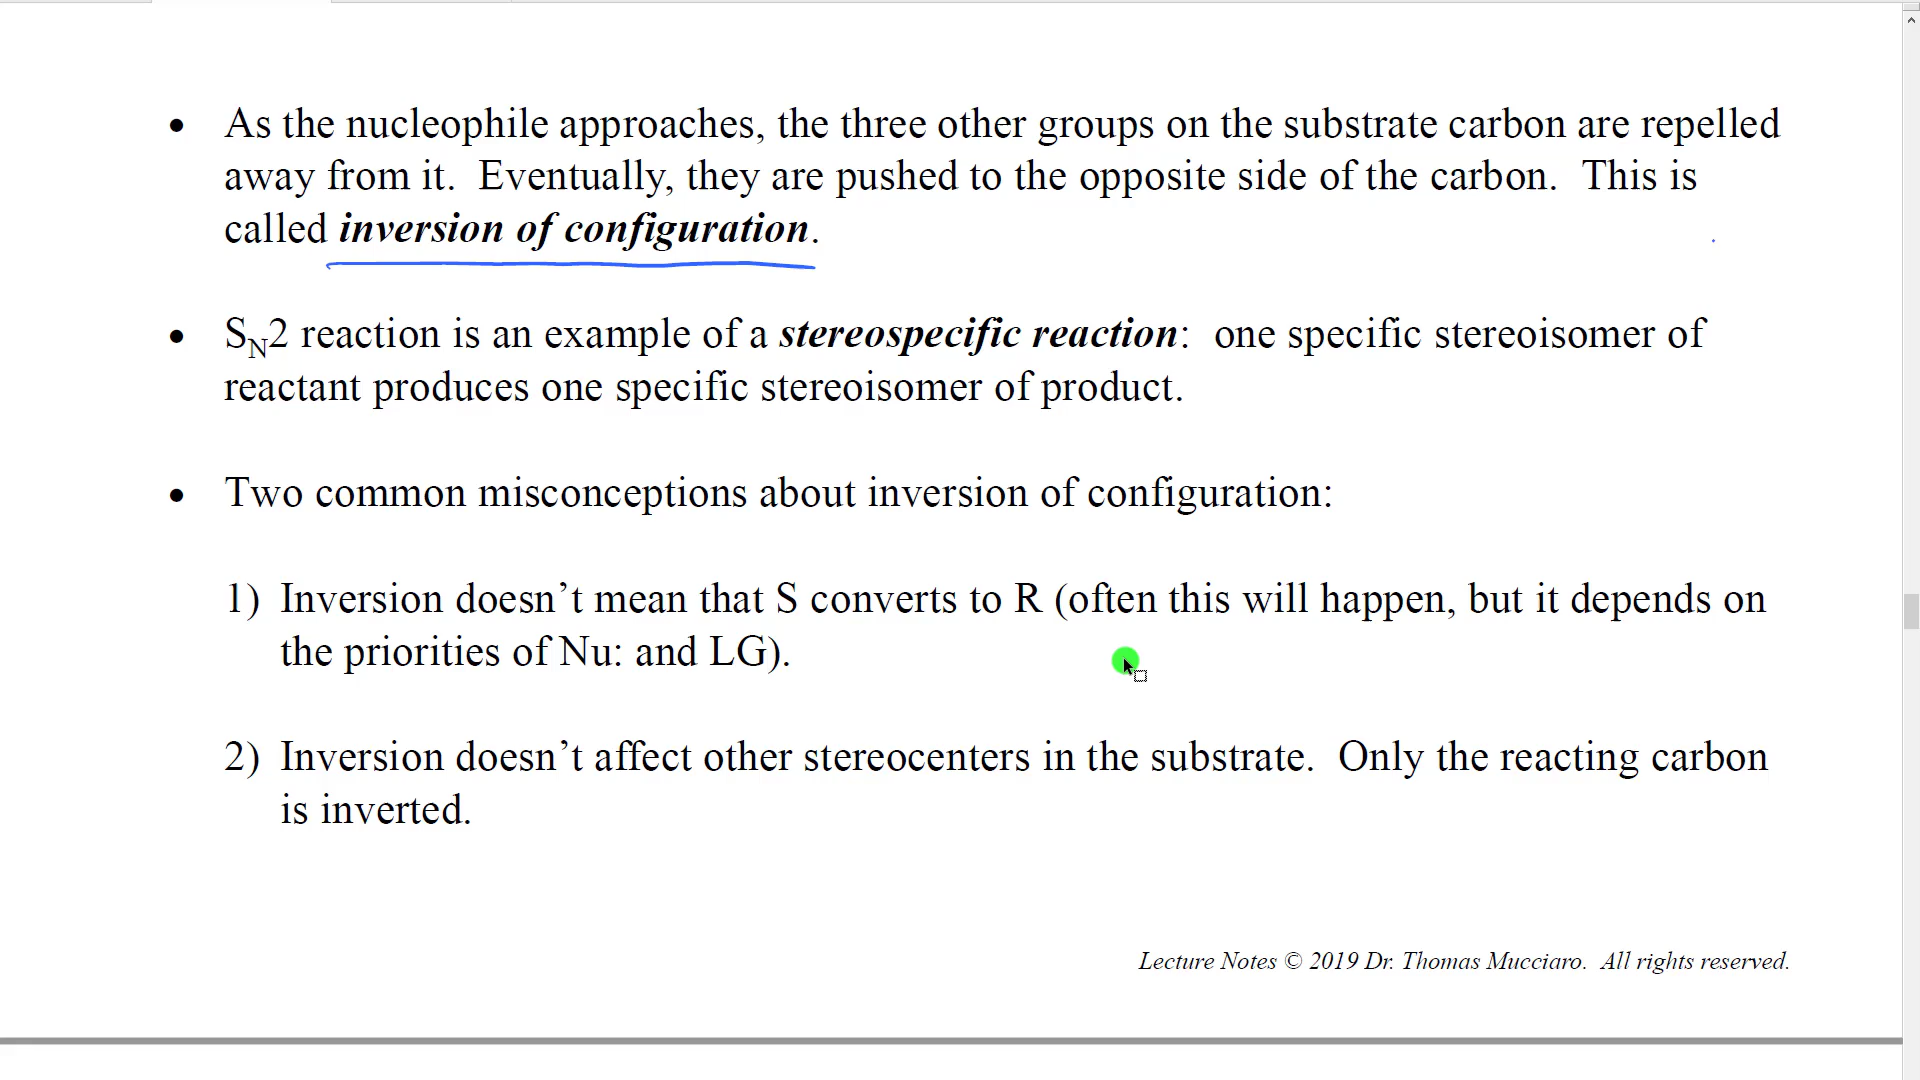 • As the nucleophile approaches, the three other groups on the substrate carbon are repelled
away from it.  Eventually, they are pushed to the opposite side of the carbon.  This is
called inversion of configuration.
• SN2 reaction is an example of a stereospecific reaction:  one specific stereoisomer of
reactant produces one specific stereoisomer of product.
• Two common misconceptions about inversion of configuration:
1) Inversion doesn’t mean that S converts to R (often this will happen, but it depends on
the priorities of Nu: and LG).
2) Inversion doesn’t affect other stereocenters in the substrate.  Only the reacting carbon
is inverted.
Lecture Notes © 2019 Dr. Thomas Mucciaro.  All rights reserved.